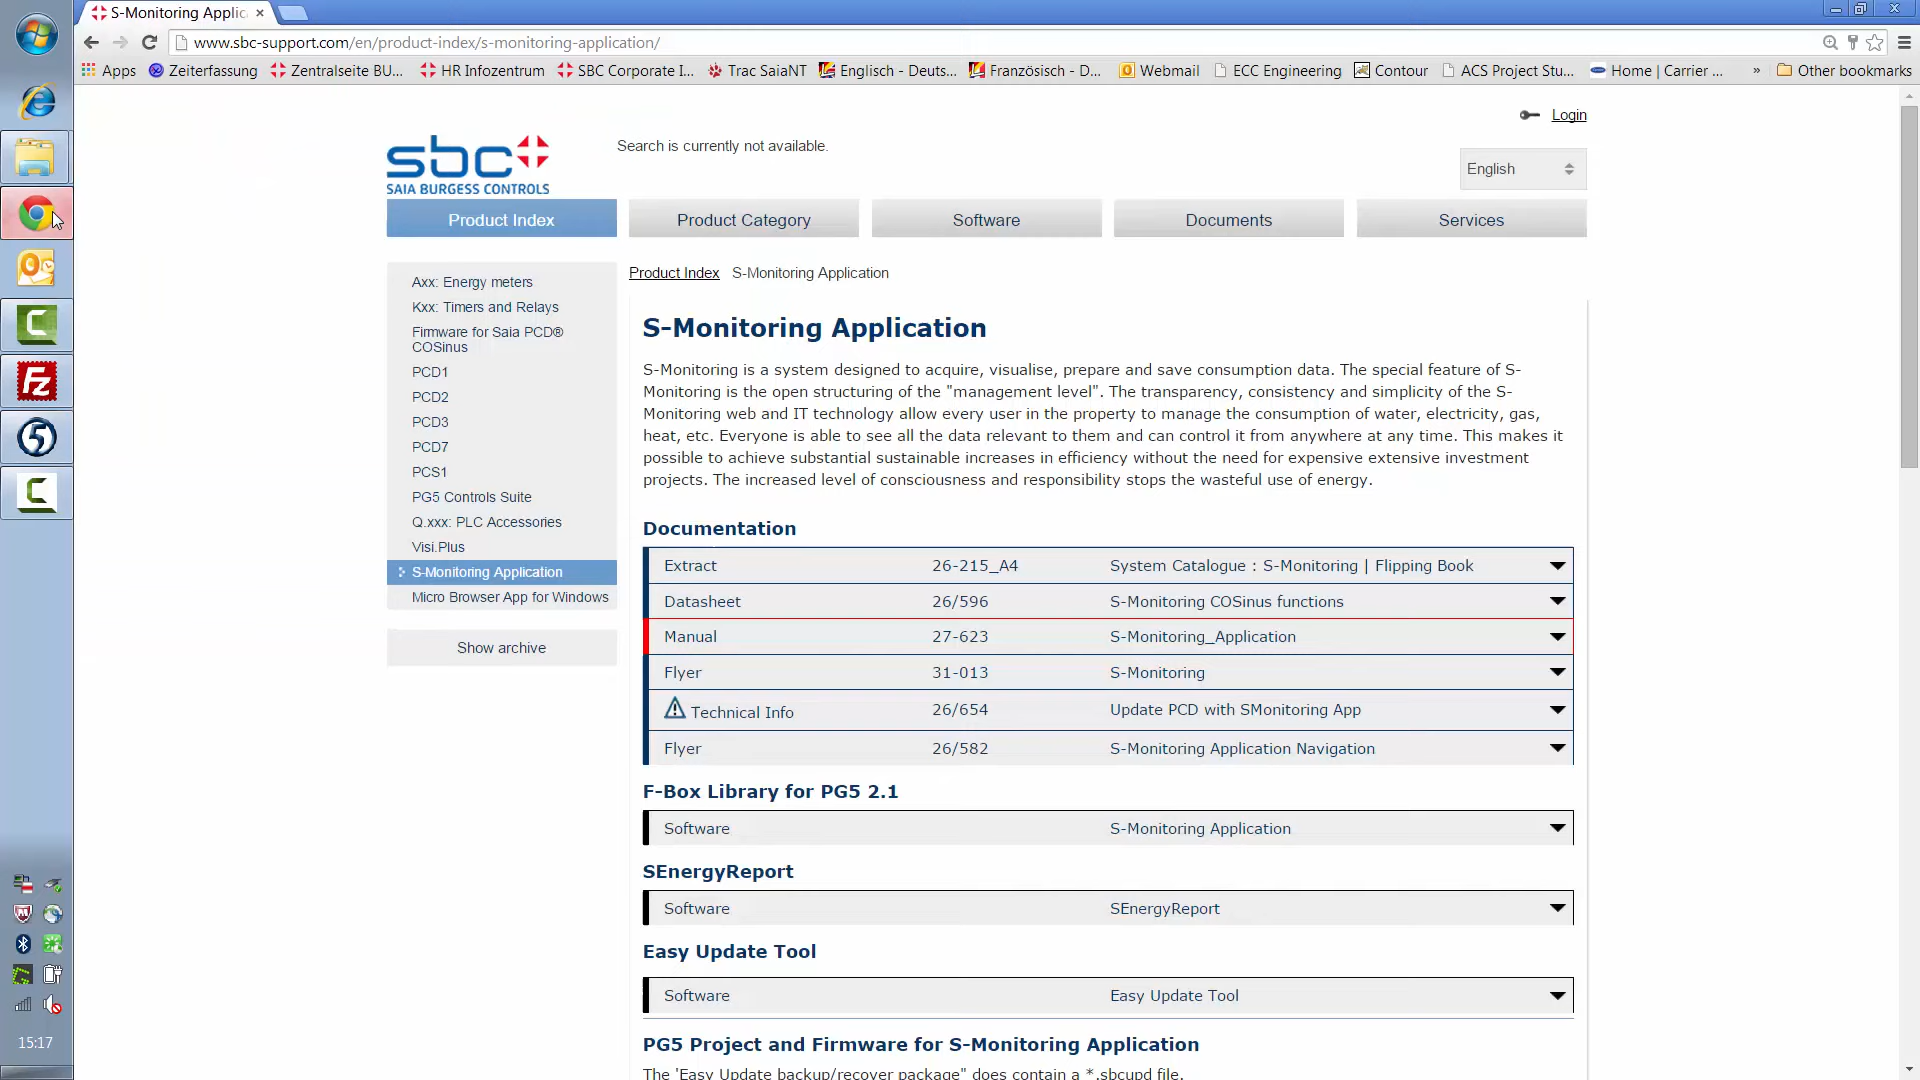 S-Monitoring Applic
www.sbc-support.com/en/product-index/s-monitoring-application/
Apps Zeiterfassung Zentralseite BU... HR Infozentrum SBC Corporate I... Trac SaiaNT Englisch - Deuts... Französisch - D... Webmail ECC Engineering Contour ACS Project Stu... Home | Carrier ... » Other bookmarks
Login
sbc
SAIA BURGESS CONTROLS
Search is currently not available.
English
Product Index Product Category Software Documents Services
Axx: Energy meters
Kxx: Timers and Relays
Firmware for Saia PCD®
COSinus
PCD1
PCD2
PCD3
PCD7
PCS1
PG5 Controls Suite
Q.xxx: PLC Accessories
Visi.Plus
S-Monitoring Application
Micro Browser App for Windows
Show archive
Product Index S-Monitoring Application
S-Monitoring Application
S-Monitoring is a system designed to acquire, visualise, prepare and save consumption data. The special feature of S-
Monitoring is the open structuring of the "management level". The transparency, consistency and simplicity of the S-
Monitoring web and IT technology allow every user in the property to manage the consumption of water, electricity, gas,
heat, etc. Everyone is able to see all the data relevant to them and can control it from anywhere at any time. This makes it
possible to achieve substantial sustainable increases in efficiency without the need for expensive extensive investment
projects. The increased level of consciousness and responsibility stops the wasteful use of energy.
Documentation
Extract 26-215_A4 System Catalogue : S-Monitoring | Flipping Book
Datasheet 26/596 S-Monitoring COSinus functions
Manual 27-623 S-Monitoring_Application
Flyer 31-013 S-Monitoring
Technical Info 26/654 Update PCD with SMonitoring App
Flyer 26/582 S-Monitoring Application Navigation
F-Box Library for PG5 2.1
Software S-Monitoring Application
SEnergyReport
Software SEnergyReport
Easy Update Tool
Software Easy Update Tool
PG5 Project and Firmware for S-Monitoring Application
The 'Easy Update backup/recover package" does contain a *.sbcupd file.
15:17